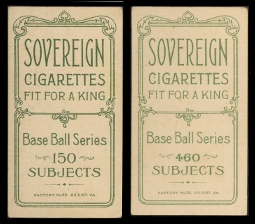 SOVEREIGN
CIGARETTES
FIT FOR A KING
Base Ball Series
150
SUBJECTS
SOVEREIGN
CIGARETTES
FIT FOR A KING
Base Ball Series
460
SUBJECTS